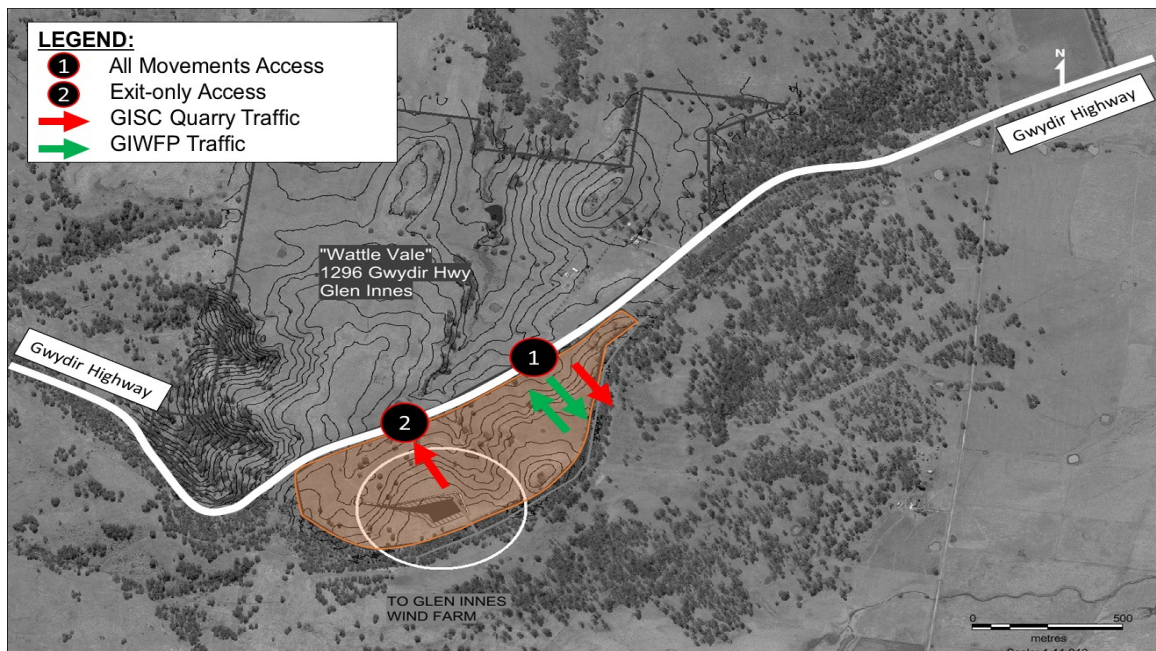 LEGEND:
1 All Movements Access
2 Exit-only Access
GISC Quarry Traffic
GIWFP Traffic
N
Gwydir Highway
"Wattle Vale"
1296 Gwydir Hwy
Glen Innes
Gwydir Highway
1
2
TO GLEN INNES
WIND FARM
0 500
metres